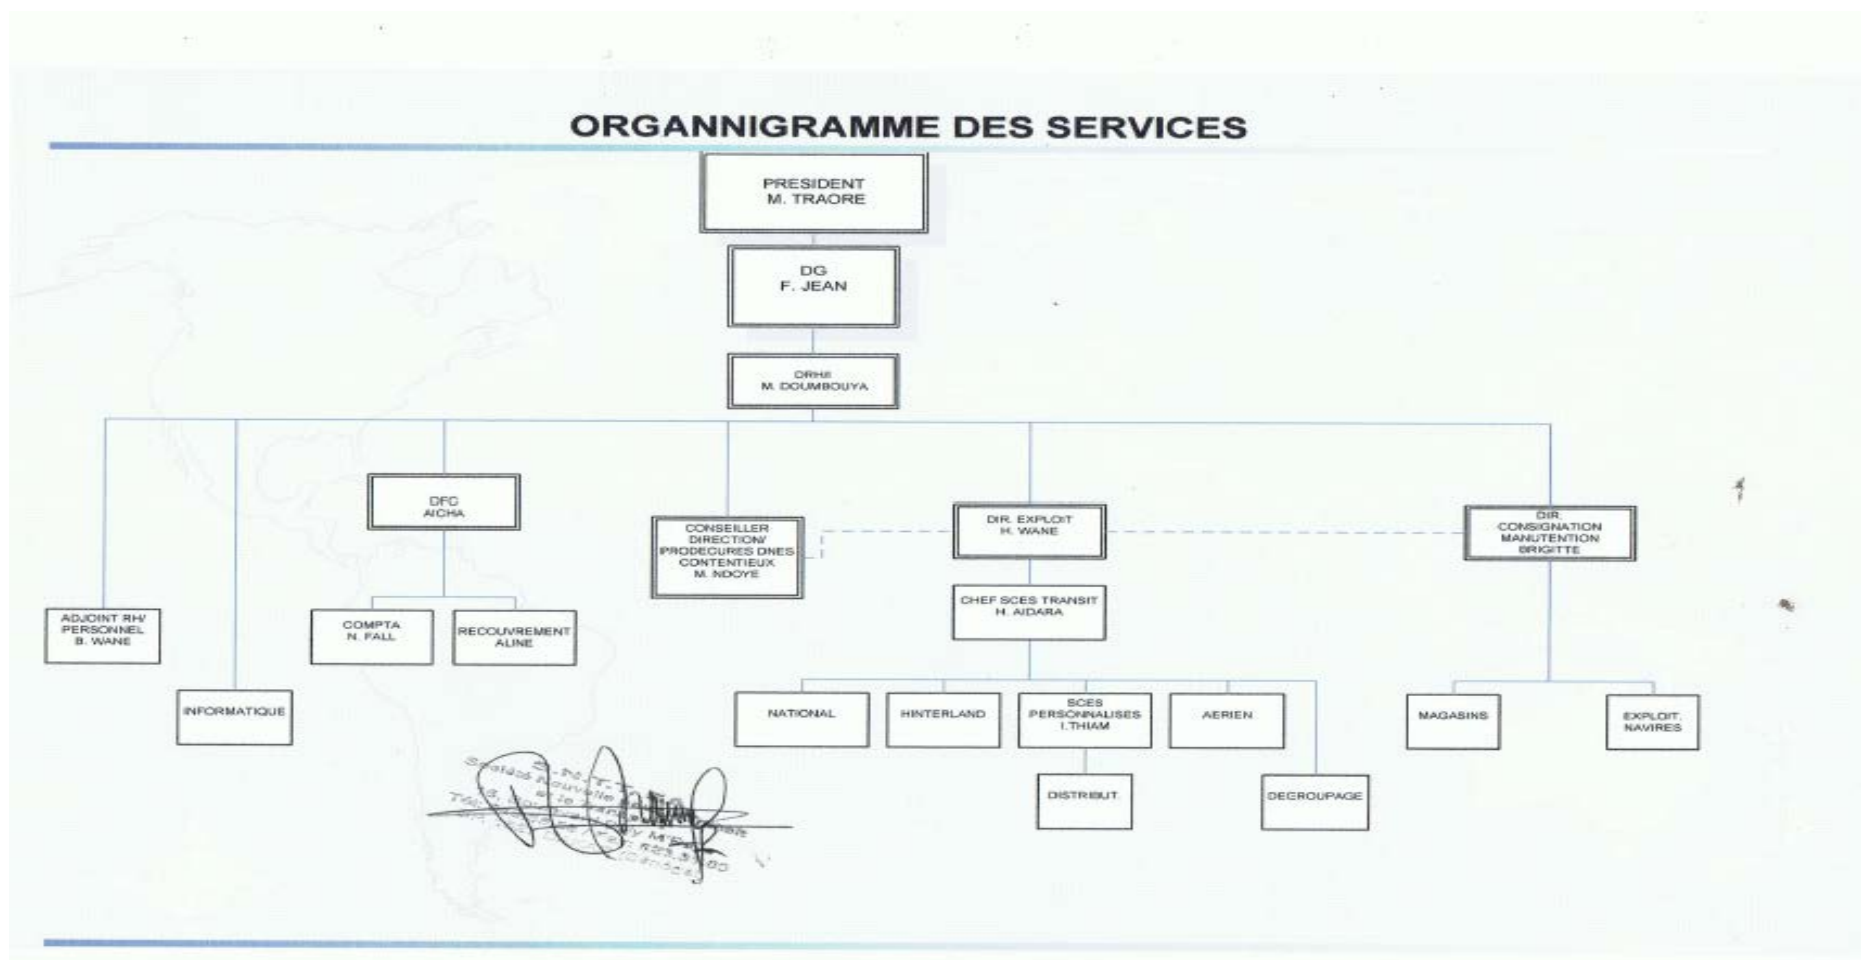 ORGANNIGRAMME DES SERVICES
PRESIDENT
M. TRAORE
DG
F. JEAN
M. DOUMBOUYA
DFC
AICHA
CONSEILLER
DIRECTION/
PRODECURES DNES
CONTENTIEUX
M. NDOYE
DIR. EXPLOIT
H. WANE
DIR.
CONSIGNATION
MANUTENTION
BRIGITTE
CHEF SCES TRANSIT
H. AIDARA
ADJOINT RH/
PERSONNEL
B. WANE
COMPTA
N. FALL
RECOUVREMENT
ALINE
INFORMATIQUE
NATIONAL
HINTERLAND
SCES
PERSONNALISES
I.THIAM
AERIEN
MAGASINS
EXPLOIT.
NAVIRES
DISTRIBUT.
DEGROUPAGE